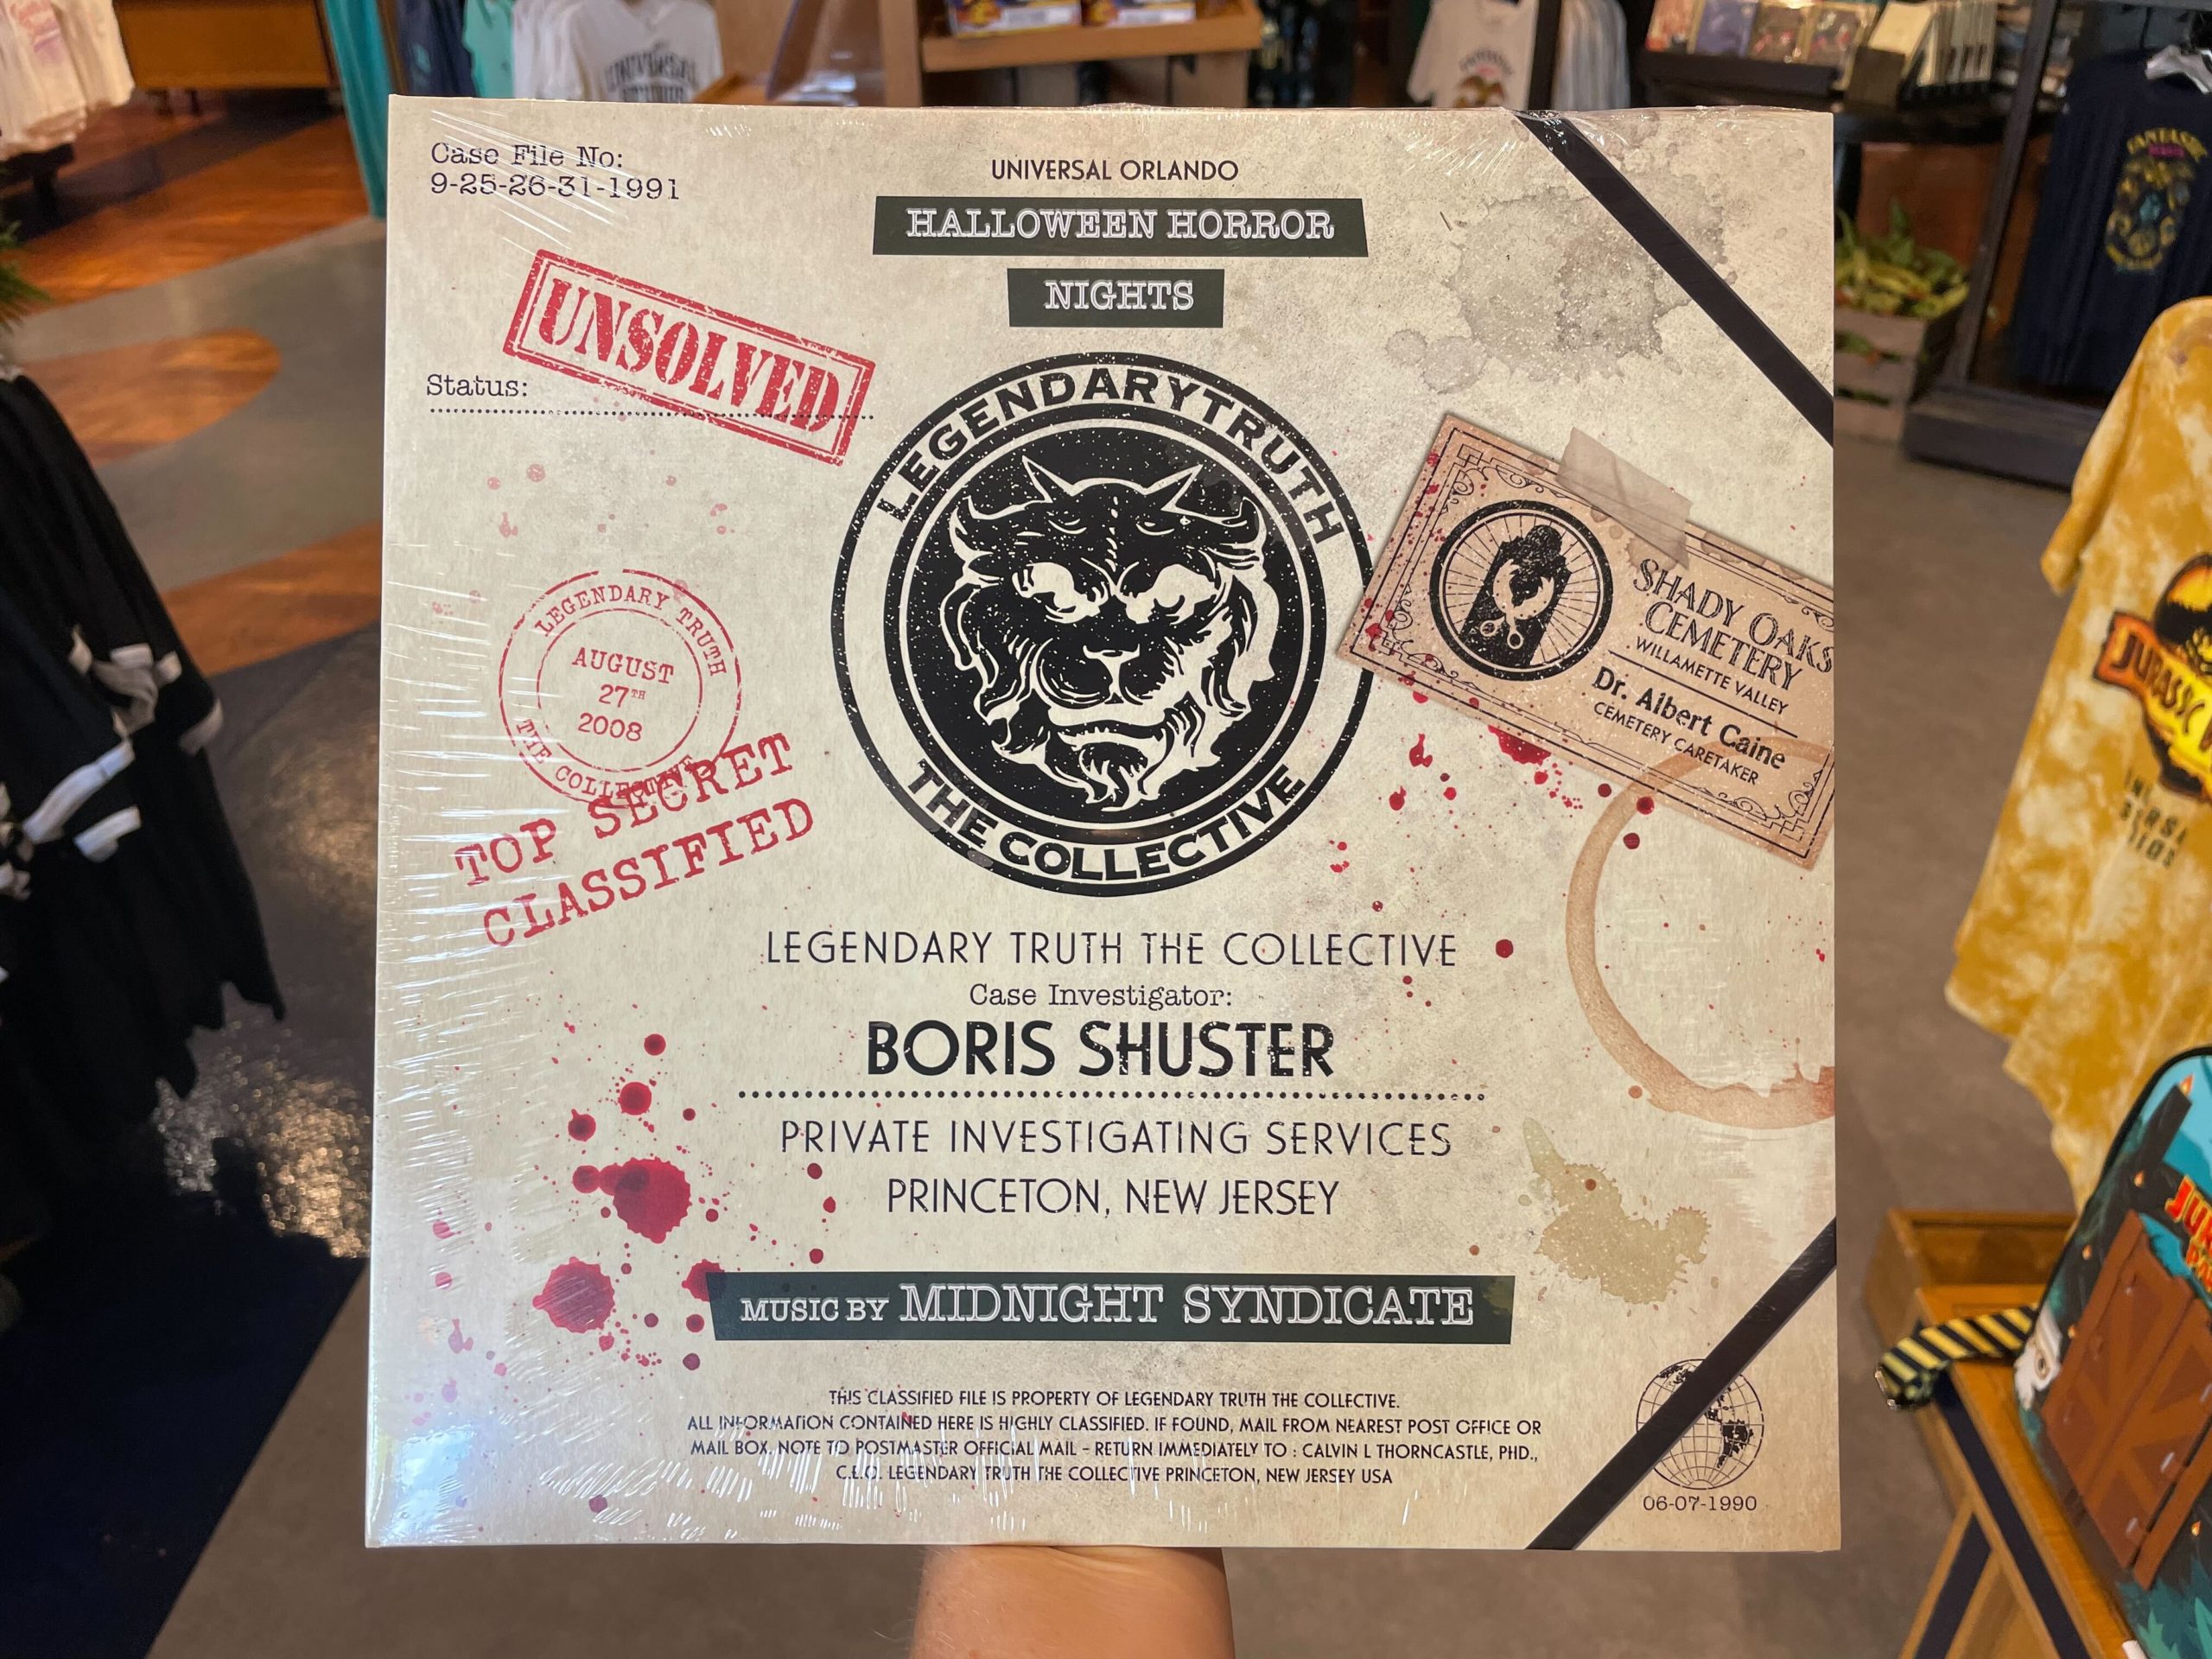 Case File No:
9-25-26-31-1991
UNIVERSAL ORLANDO
HALLOWEEN HORROR
NIGHTS
UNSOLVED
Status:
LEGENDARY TRUTH
THE COLLECTIVE
SHADY OAKS
CEMETERY
WILLAMETTE VALLEY
Dr. Albert Caine
CEMETERY CARETAKER
LEGENDARY TRUTH
AUGUST
27TH
2008
THE COLLECTIVE
TOP SECRET
CLASSIFIED
LEGENDARY TRUTH THE COLLECTIVE
Case Investigator:
BORIS SHUSTER
PRIVATE INVESTIGATING SERVICES
PRINCETON, NEW JERSEY
MUSIC BY MIDNIGHT SYNDICATE
THIS CLASSIFIED FILE IS PROPERTY OF LEGENDARY TRUTH THE COLLECTIVE.
ALL INFORMATION CONTAINED HERE IS HIGHLY CLASSIFIED. IF FOUND, MAIL FROM NEAREST POST OFFICE OR
MAIL BOX. NOTE TO POSTMASTER OFFICIAL MAIL - RETURN IMMEDIATELY TO : CALVIN L THORNCASTLE, PHD.,
C.E.O. LEGENDARY TRUTH THE COLLECTIVE PRINCETON, NEW JERSEY USA
06-07-1990